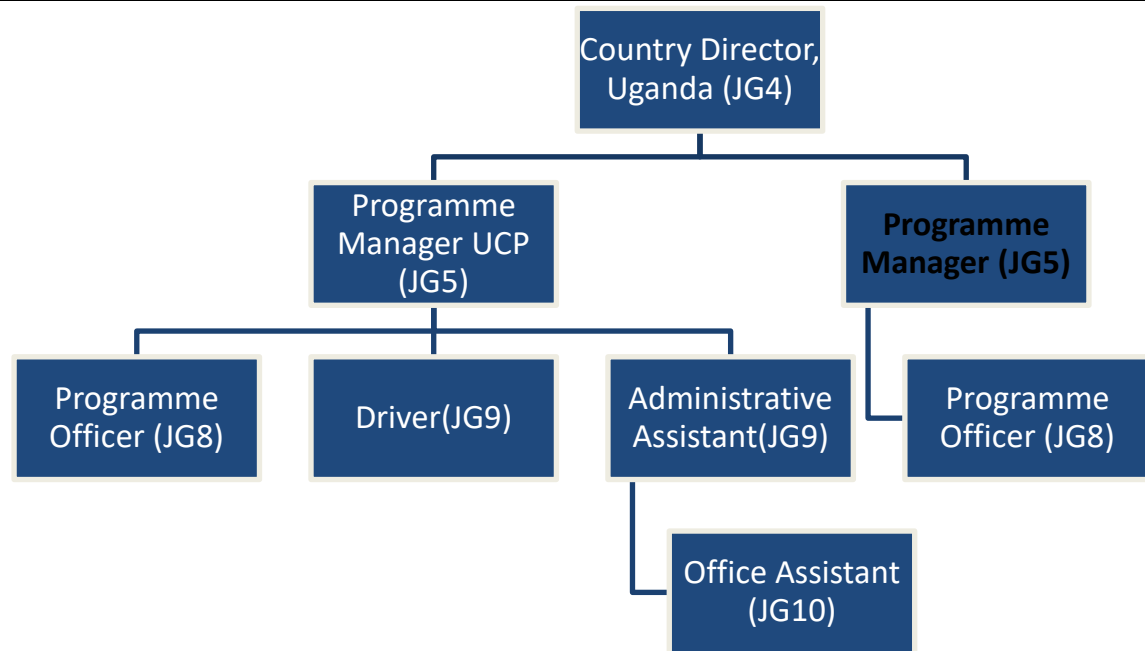 Country Director,
Uganda (JG4)
Programme
Manager UCP
(JG5)
Programme
Manager (JG5)
Programme
Officer (JG8)
Driver(JG9)
Administrative
Assistant(JG9)
Programme
Officer (JG8)
Office Assistant
(JG10)